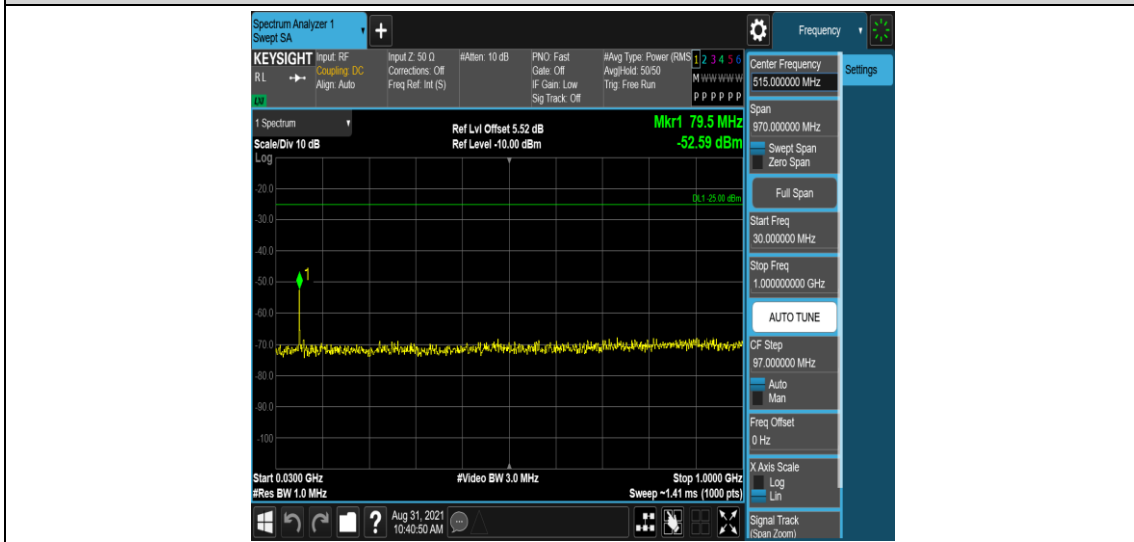 Spectrum Analyzer 1
Swept SA
+
Frequency
KEYSIGHT
RL
LXI
Input: RF
Coupling: DC
Align: Auto
Input Z: 50 Ω
Corrections: Off
Freq Ref: Int (S)
#Atten: 10 dB
PNO: Fast
Gate: Off
IF Gain: Low
Sig Track: Off
#Avg Type: Power (RMS
Avg|Hold: 50/50
Trig: Free Run
1 2 3 4 5 6
M W W W W W
P P P P P P
1 Spectrum
Scale/Div 10 dB
Log
Ref Lvl Offset 5.52 dB
Ref Level -10.00 dBm
Mkr1 79.5 MHz
-52.59 dBm
-20.0
DL1 -25.00 dBm
-30.0
-40.0
1
-50.0
-60.0
-70.0
-80.0
-90.0
-100
Start 0.0300 GHz
#Res BW 1.0 MHz
#Video BW 3.0 MHz
Stop 1.0000 GHz
Sweep ~1.41 ms (1000 pts)
?
Aug 31, 2021
10:40:50 AM
Center Frequency
515.000000 MHz
Settings
Span
970.000000 MHz
Swept Span
Zero Span
Full Span
Start Freq
30.000000 MHz
Stop Freq
1.000000000 GHz
AUTO TUNE
CF Step
97.000000 MHz
Auto
Man
Freq Offset
0 Hz
X Axis Scale
Log
Lin
Signal Track
(Span Zoom)